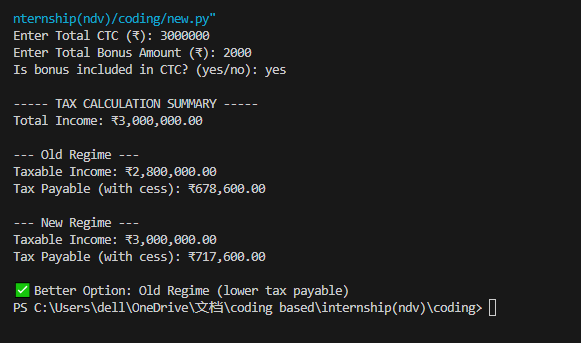 nternship(ndv)/coding/new.py"
Enter Total CTC (₹): 3000000
Enter Total Bonus Amount (₹): 2000
Is bonus included in CTC? (yes/no): yes
----- TAX CALCULATION SUMMARY -----
Total Income: ₹3,000,000.00
--- Old Regime ---
Taxable Income: ₹2,800,000.00
Tax Payable (with cess): ₹678,600.00
--- New Regime ---
Taxable Income: ₹3,000,000.00
Tax Payable (with cess): ₹717,600.00
✅ Better Option: Old Regime (lower tax payable)
PS C:\Users\dell\OneDrive\文档\coding based\internship(ndv)\coding>